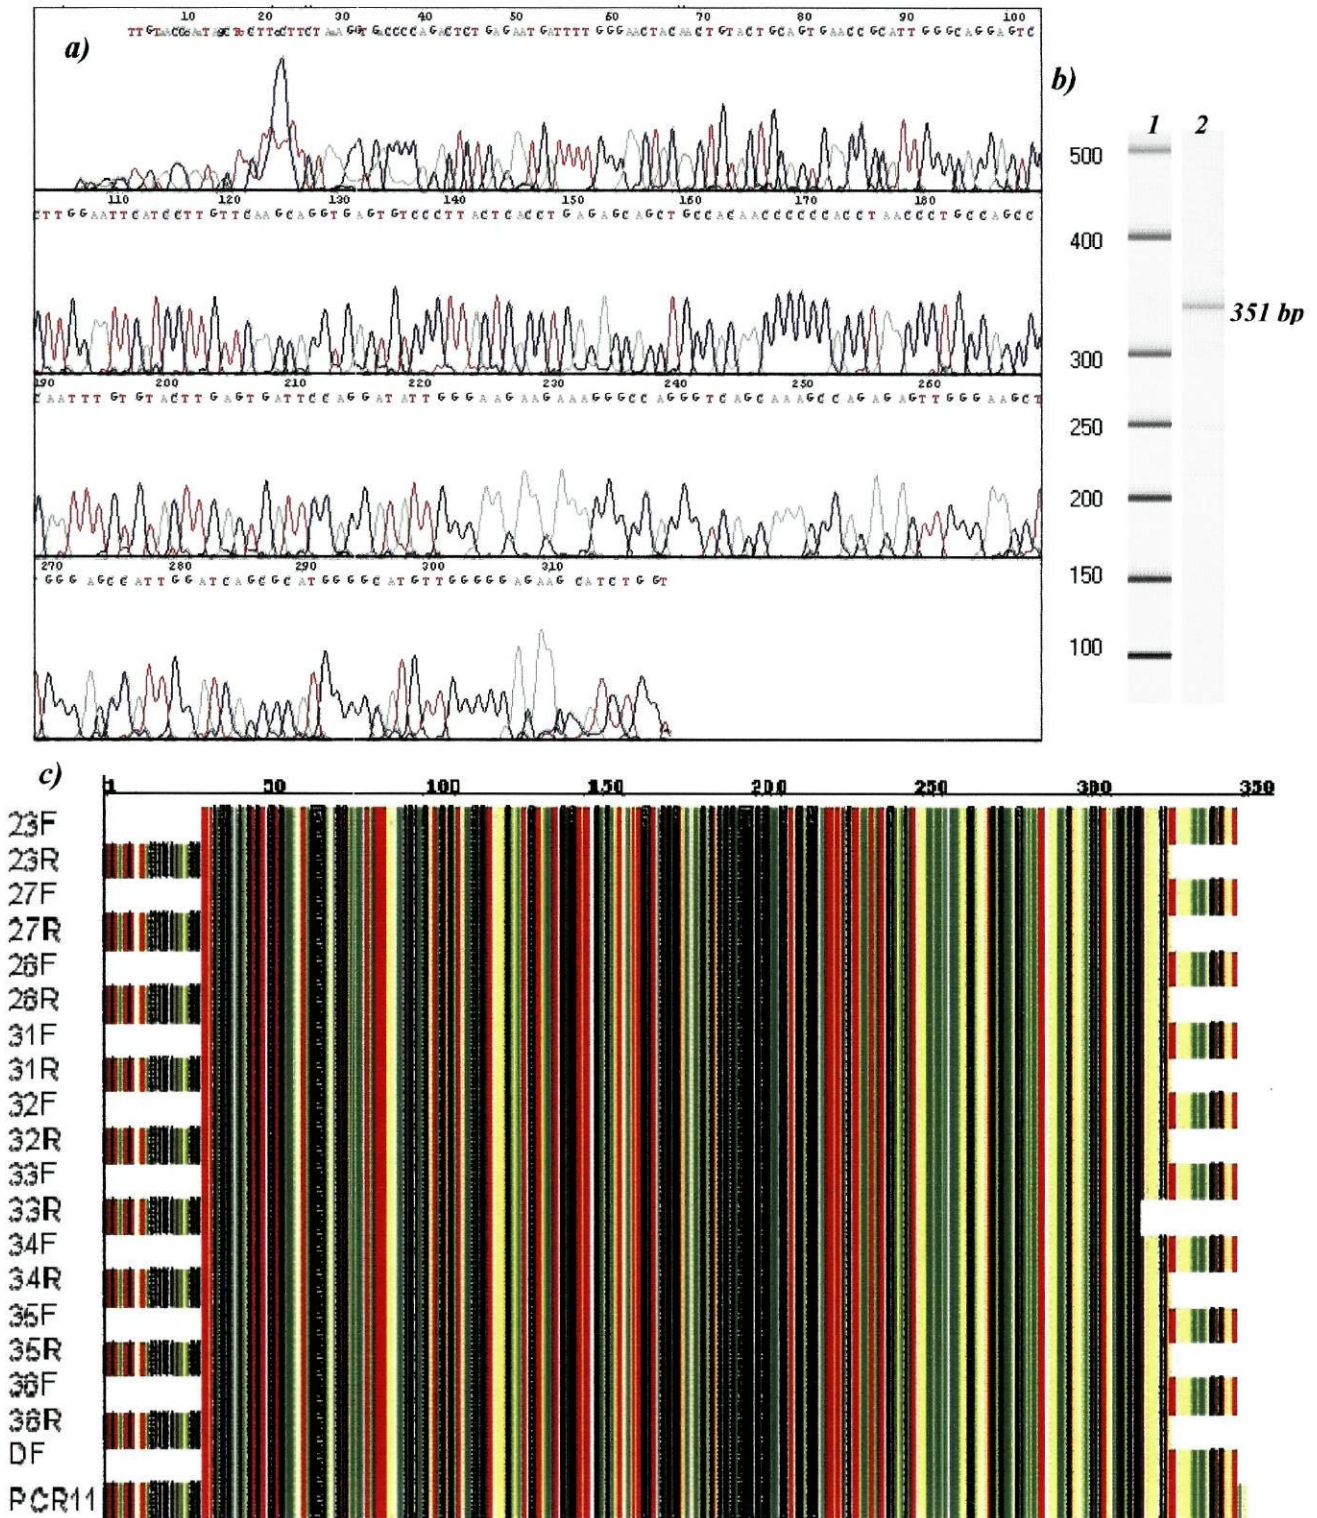 a)
10 20 30 40 50 60 70 80 90 100
110 120 130 140 150 160 170 180
CTTGGAATTCATCCTTGTTCAAGCAGGTGAGTGTCCCTTACTCACCTGAGAGCAGCTGCCACAACCCCCCACCTAACCCTGCCAGCC
190 200 210 220 230 240 250 260
CAATTTGTGTACTTGAGTGATTCCAGGATATTGGGAAGAAGAAAGGGCCAGGGTCAGCAAAGCCAGAGAGTTGGGAAGCT
270 280 290 300 310
GGGAGCCATTGGATCAGCGCATGGGGCATGTTGGGGGAGAAGCATCTGGT
b)
1 2
500
400
351 bp
300
250
200
150
100
c)
1 50 100 150 200 250 300 350
23F
23R
27F
27R
28F
28R
31F
31R
32F
32R
33F
33R
34F
34R
35F
35R
36F
36R
DF
PCR11